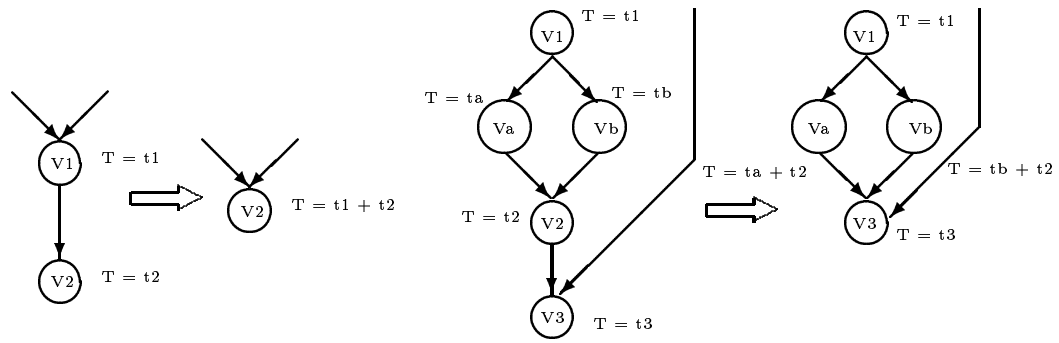 V1
T = t1
V2
T = t2
V2
T = t1 + t2
V1
T = t1
T = ta
Va
T = tb
Vb
T = t2
V2
V3
T = t3
V1
T = t1
T = ta + t2
Va
Vb
T = tb + t2
V3
T = t3